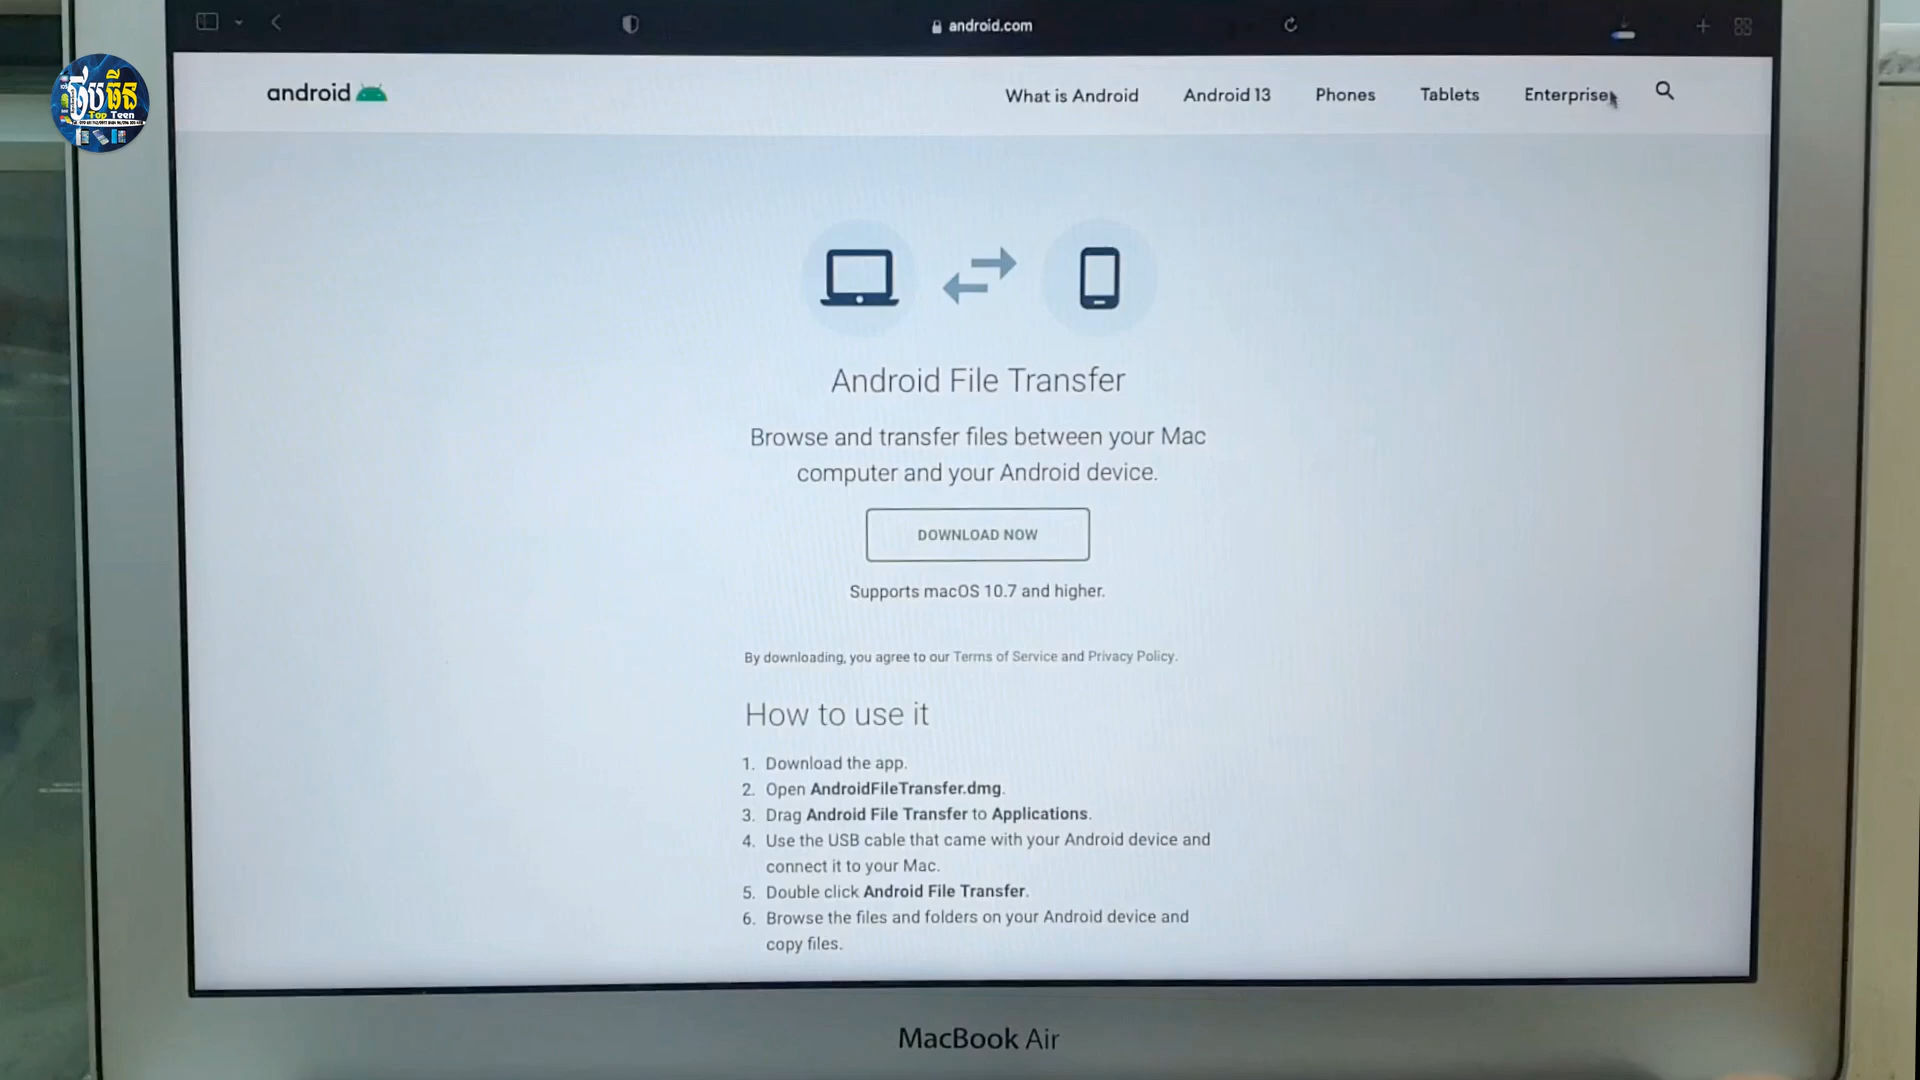 android.com
ថូបធីន
Top Teen
android
What is Android
Android 13
Phones
Tablets
Enterprise
Android File Transfer
Browse and transfer files between your Mac
computer and your Android device.
DOWNLOAD NOW
Supports macOS 10.7 and higher.
By downloading, you agree to our Terms of Service and Privacy Policy.
How to use it
1. Download the app.
2. Open AndroidFileTransfer.dmg.
3. Drag Android File Transfer to Applications.
4. Use the USB cable that came with your Android device and
connect it to your Mac.
5. Double click Android File Transfer.
6. Browse the files and folders on your Android device and
copy files.
MacBook Air